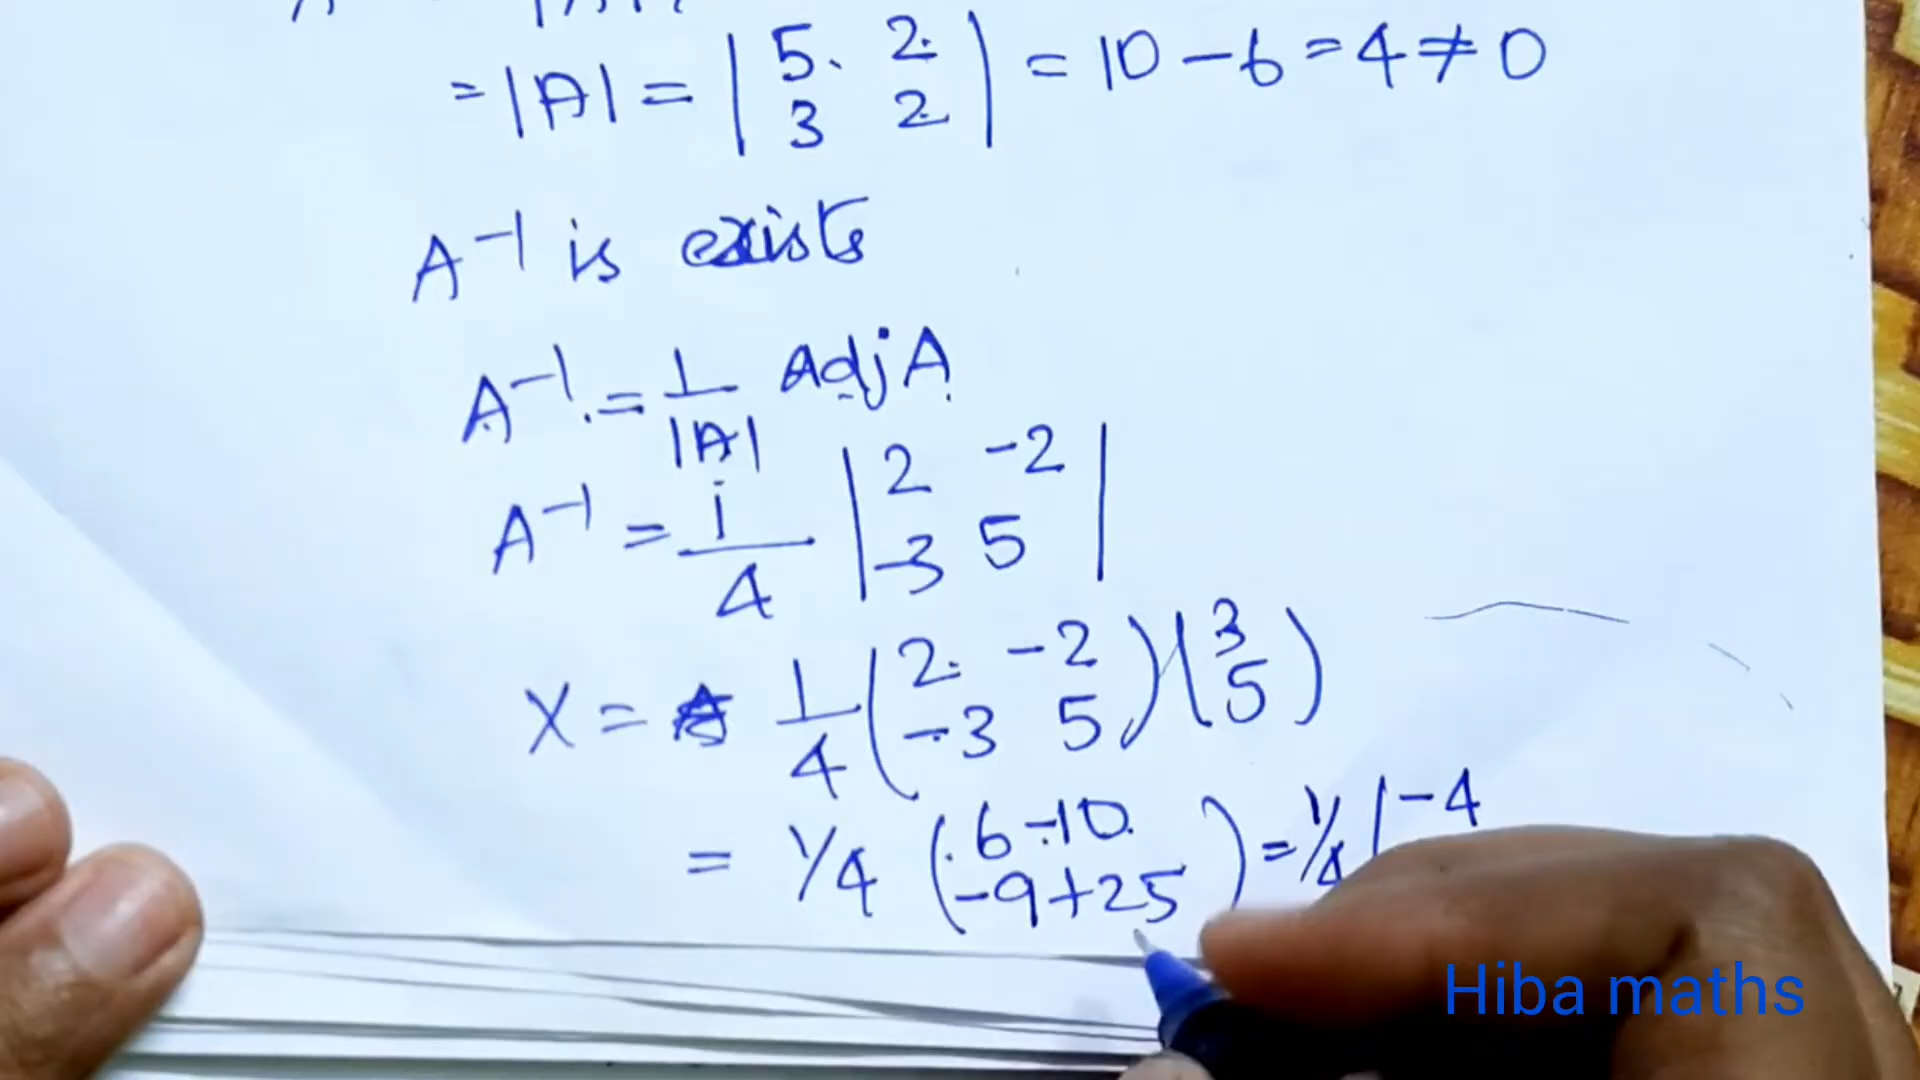 = |A| = | 5 2 | = 10 - 6 = 4 ≠ 0
3 2
A⁻¹ is exists
A⁻¹ = 1 AdjA
|A|
A⁻¹ = 1 | 2 -2 |
4 -3 5
X = 1/4 ( 2 -2 ) ( 3 )
-3 5 5
= 1/4 ( 6-10 ) = 1/4 | -4
-9+25
Hiba maths